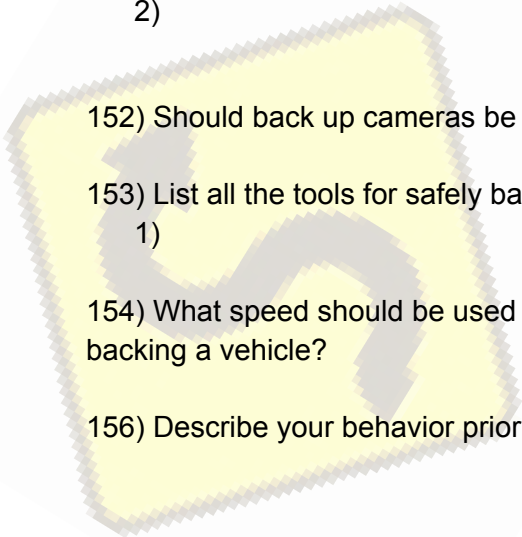 2)
152) Should back up cameras be
153) List all the tools for safely ba
1)
154) What speed should be used
backing a vehicle?
156) Describe your behavior prior